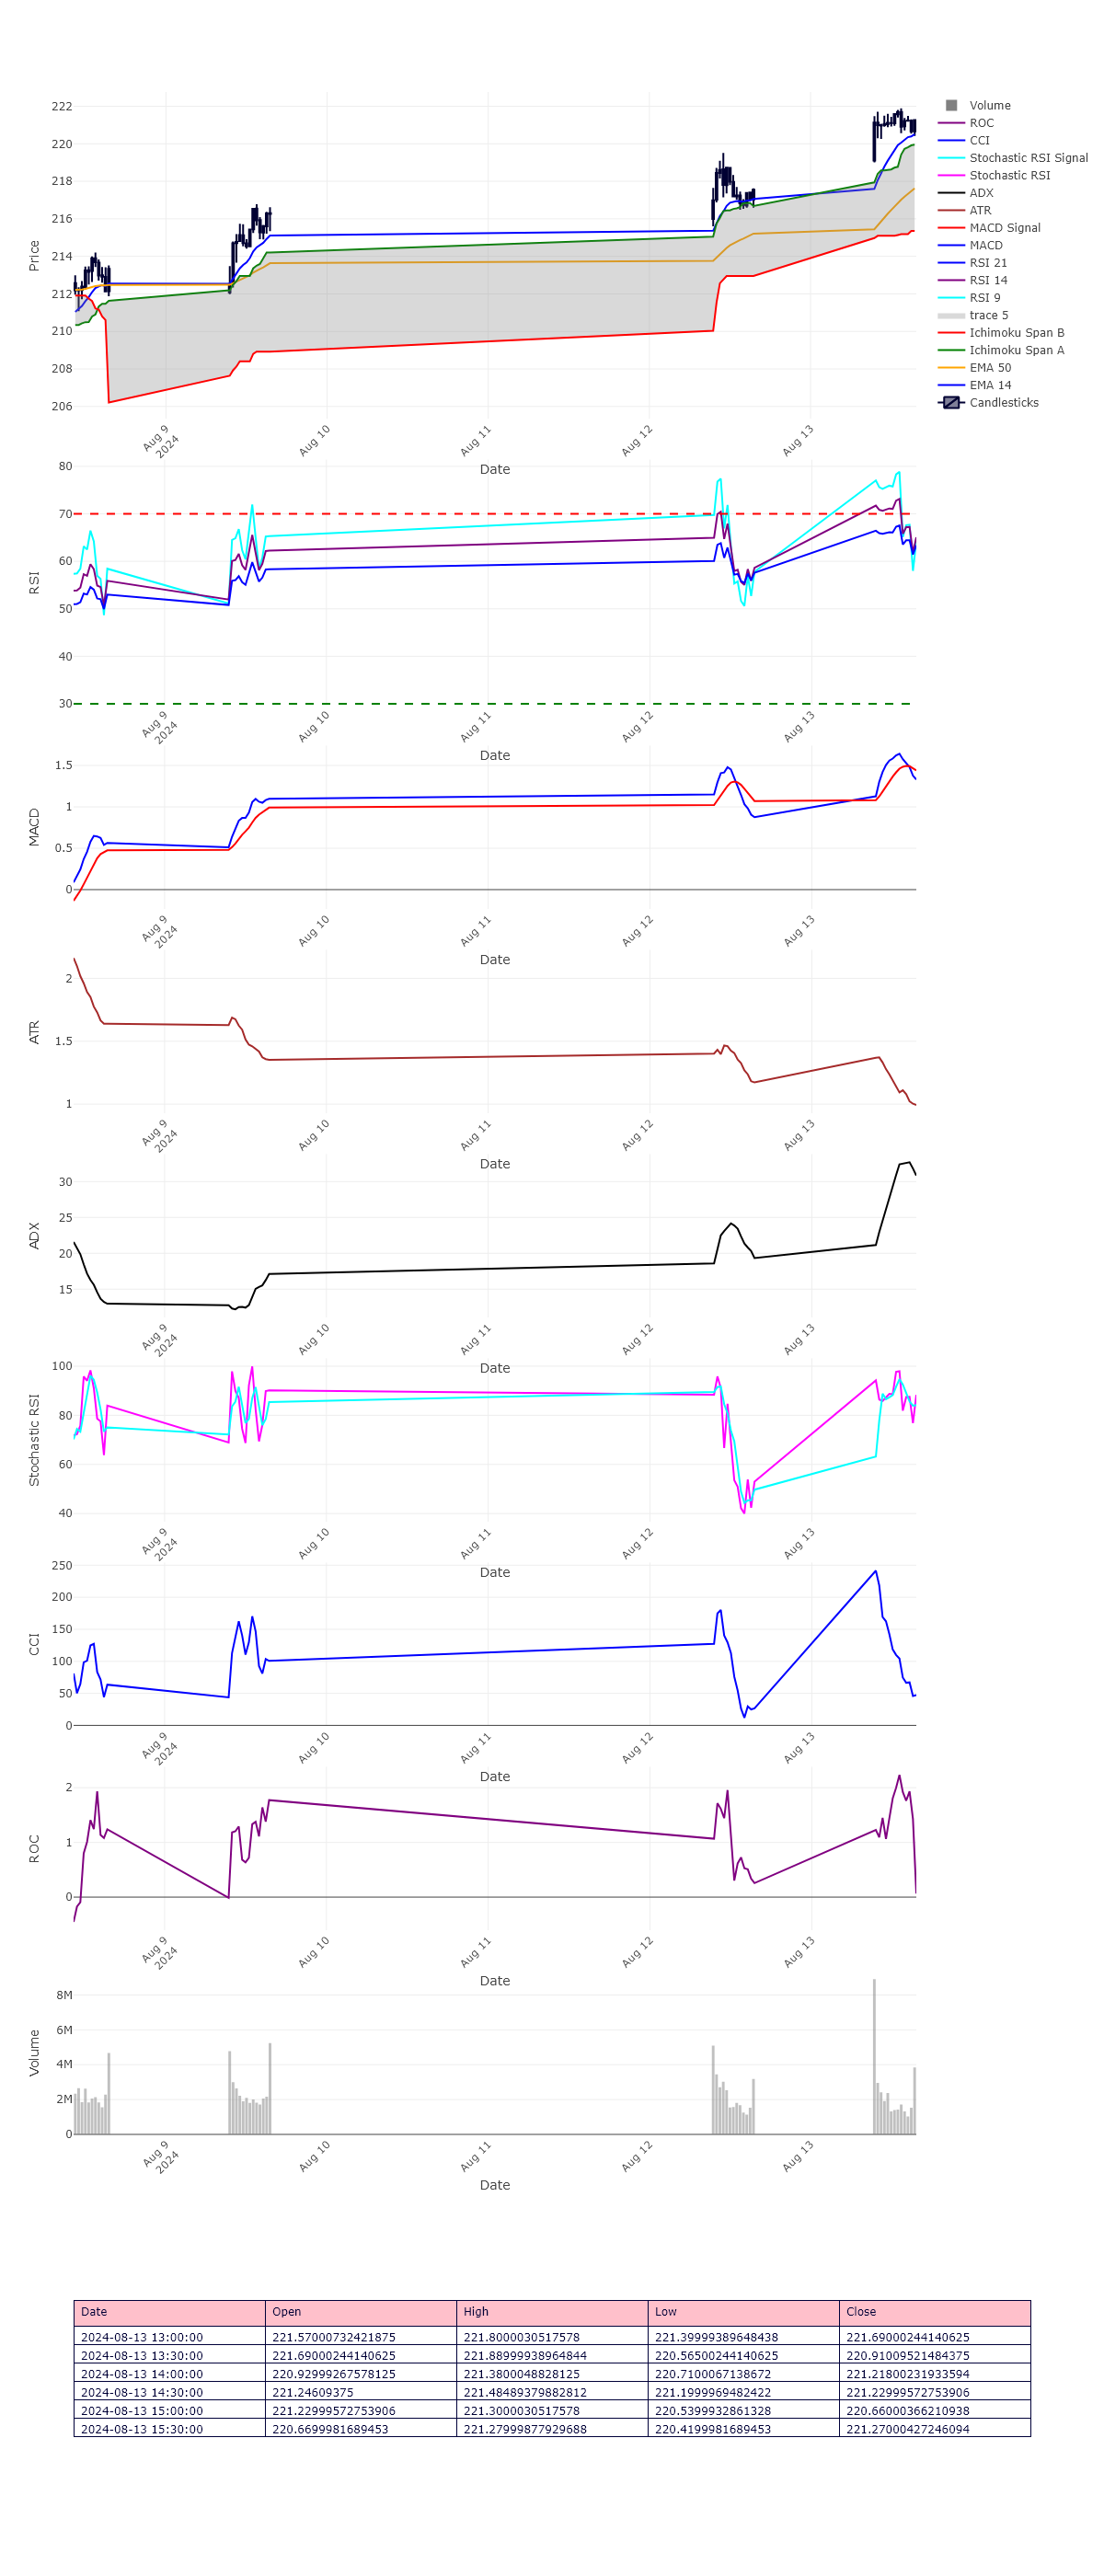 222
220
218
216
214
212
210
208
206
Price
Aug 9
2024
Aug 10
Aug 11
Aug 12
Aug 13
Date
Volume
ROC
CCI
Stochastic RSI Signal
Stochastic RSI
ADX
ATR
MACD Signal
MACD
RSI 21
RSI 14
RSI 9
trace 5
Ichimoku Span B
Ichimoku Span A
EMA 50
EMA 14
Candlesticks
80
70
60
50
40
30
RSI
Aug 9
2024
Aug 10
Aug 11
Aug 12
Aug 13
Date
1.5
1
0.5
0
MACD
Aug 9
2024
Aug 10
Aug 11
Aug 12
Aug 13
Date
2
1.5
1
ATR
Aug 9
2024
Aug 10
Aug 11
Aug 12
Aug 13
Date
30
25
20
15
ADX
Aug 9
2024
Aug 10
Aug 11
Aug 12
Aug 13
Date
100
80
60
40
Stochastic RSI
Aug 9
2024
Aug 10
Aug 11
Aug 12
Aug 13
Date
250
200
150
100
50
0
CCI
Aug 9
2024
Aug 10
Aug 11
Aug 12
Aug 13
Date
2
1
0
ROC
Aug 9
2024
Aug 10
Aug 11
Aug 12
Aug 13
Date
8M
6M
4M
2M
0
Volume
Aug 9
2024
Aug 10
Aug 11
Aug 12
Aug 13
Date
Date Open High Low Close
2024-08-13 13:00:00 221.57000732421875 221.8000030517578 221.39999389648438 221.69000244140625
2024-08-13 13:30:00 221.69000244140625 221.88999938964844 220.56500244140625 220.91009521484375
2024-08-13 14:00:00 220.92999267578125 221.3800048828125 220.7100067138672 221.21800231933594
2024-08-13 14:30:00 221.24609375 221.48489379882812 221.1999969482422 221.22999572753906
2024-08-13 15:00:00 221.22999572753906 221.3000030517578 220.5399932861328 220.66000366210938
2024-08-13 15:30:00 220.6699981689453 221.27999877929688 220.4199981689453 221.27000427246094